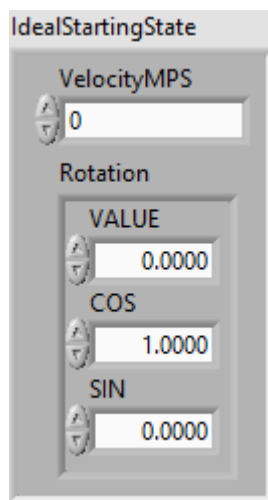 IdealStartingState
VelocityMPS
0
Rotation
VALUE
0.0000
COS
1.0000
SIN
0.0000